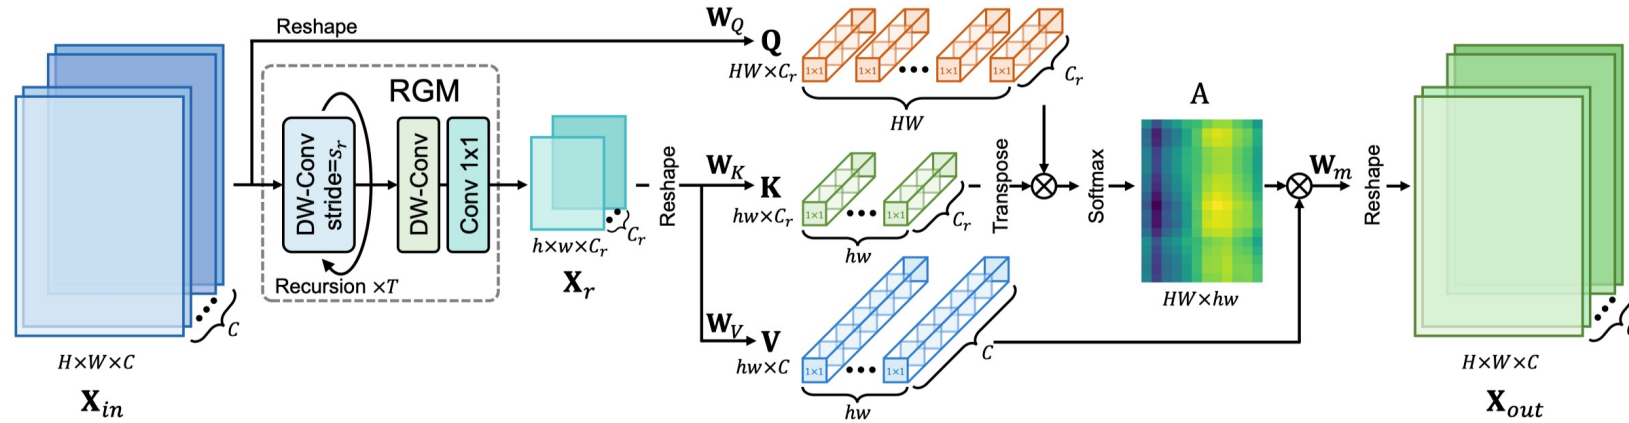 H×W×C
C
X_in
Reshape
RGM
DW-Conv
stride=s_r
DW-Conv
Conv 1x1
Recursion ×T
h×w×C_r
C_r
X_r
Reshape
W_Q
Q
HW×C_r
1×1
1×1
•••
1×1
1×1
C_r
HW
W_K
K
hw×C_r
1×1
•••
1×1
C_r
hw
W_V
V
hw×C
1×1
•••
1×1
C
hw
Transpose
Softmax
A
HW×hw
W_m
Reshape
H×W×C
X_out